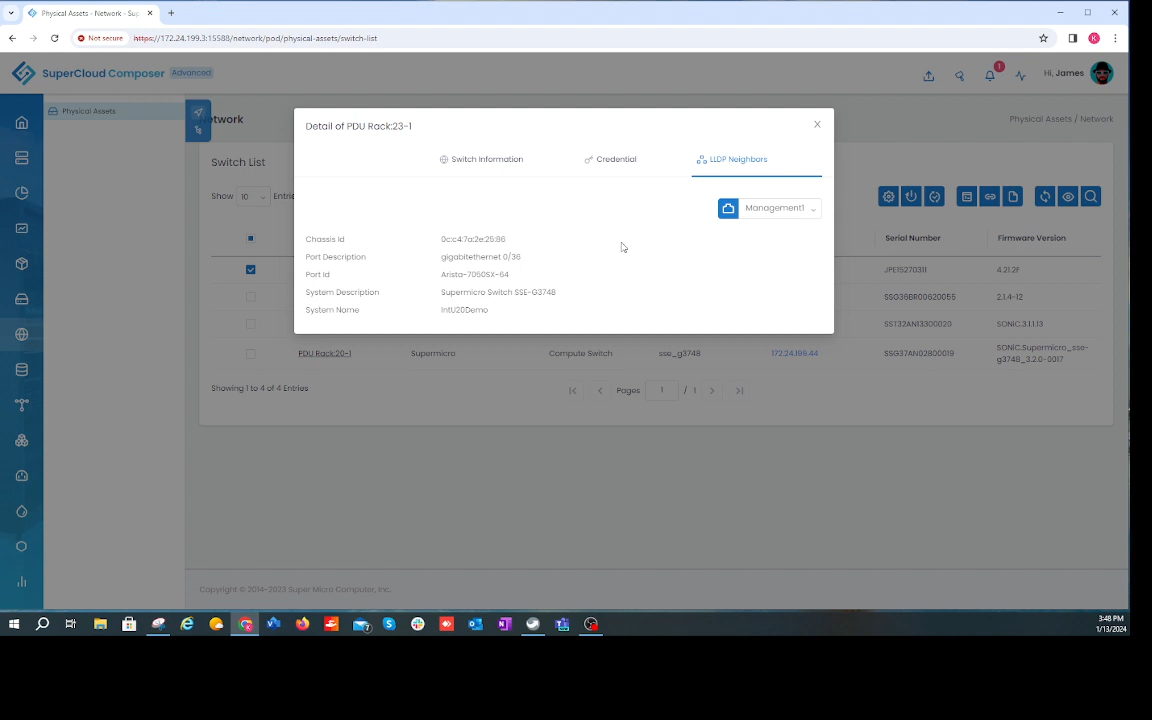 Physical Assets - Network - Sup
Not secure https://172.24.199.3:15588/network/pod/physical-assets/switch-list
SuperCloud Composer Advanced
1
Hi, James
Physical Assets
etwork
Physical Assets / Network
Detail of PDU Rack:23-1
Switch Information
Credential
LLDP Neighbors
Switch List
Show 10 Entrie
Management1
Serial Number
Firmware Version
Chassis Id 0c:c4:7a:2e:25:86
Port Description gigabitethernet 0/36
Port Id Arista-7050SX-64
System Description Supermicro Switch SSE-G3748
System Name IntU20Demo
JPE15270311 4.21.2F
SSG36BR00620055 2.1.4-12
SST32AN13300020 SONiC.3.1.1.13
PDU Rack:20-1 Supermicro Compute Switch sse_g3748 172.24.199.44 SSG37AN02800019 SONiC.Supermicro_sse-
g3748_3.2.0-0017
Showing 1 to 4 of 4 Entries
Pages 1 / 1
Copyright © 2014-2023 Super Micro Computer, Inc.
3:48 PM
1/13/2024